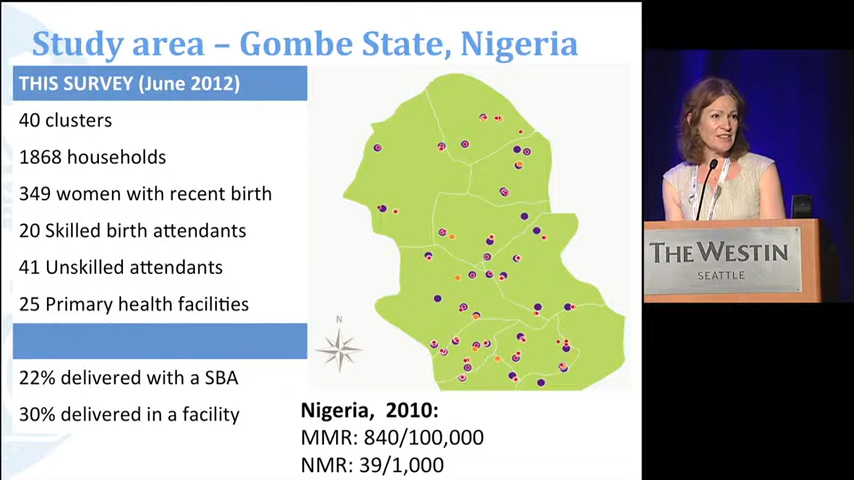 Study area – Gombe State, Nigeria
THIS SURVEY (June 2012)
40 clusters
1868 households
349 women with recent birth
20 Skilled birth attendants
41 Unskilled attendants
25 Primary health facilities
22% delivered with a SBA
30% delivered in a facility
N
Nigeria, 2010:
MMR: 840/100,000
NMR: 39/1,000
THE WESTIN
SEATTLE